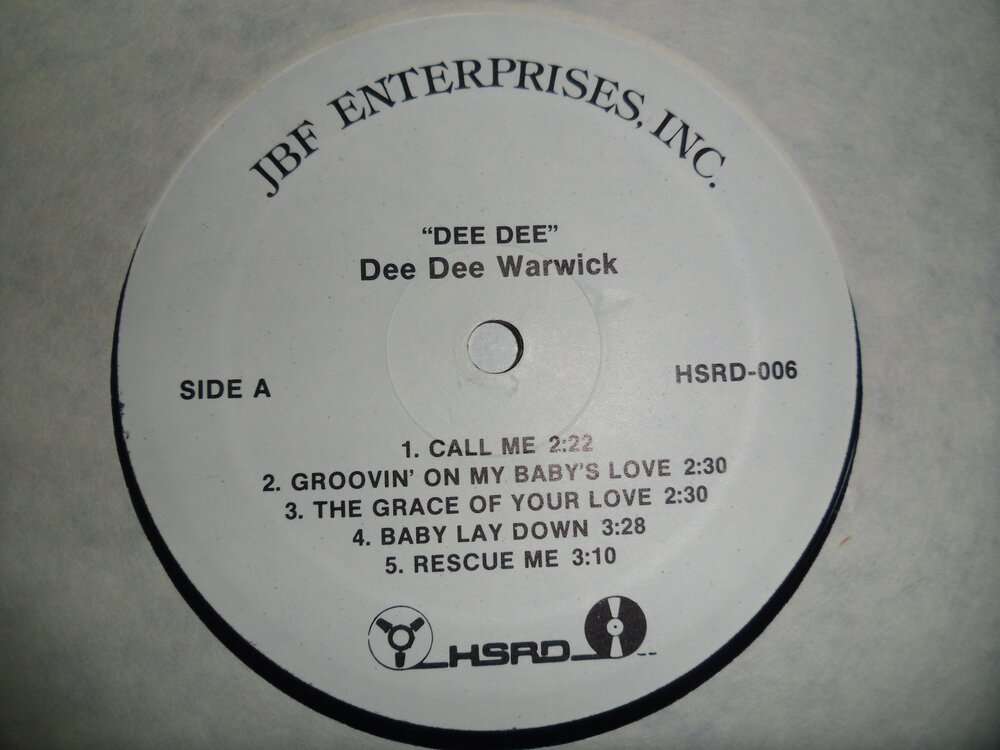 JBF ENTERPRISES, INC.
“DEE DEE”
Dee Dee Warwick
SIDE A
HSRD-006
1. CALL ME 2:22
2. GROOVIN' ON MY BABY'S LOVE 2:30
3. THE GRACE OF YOUR LOVE 2:30
4. BABY LAY DOWN 3:28
5. RESCUE ME 3:10
HSRD